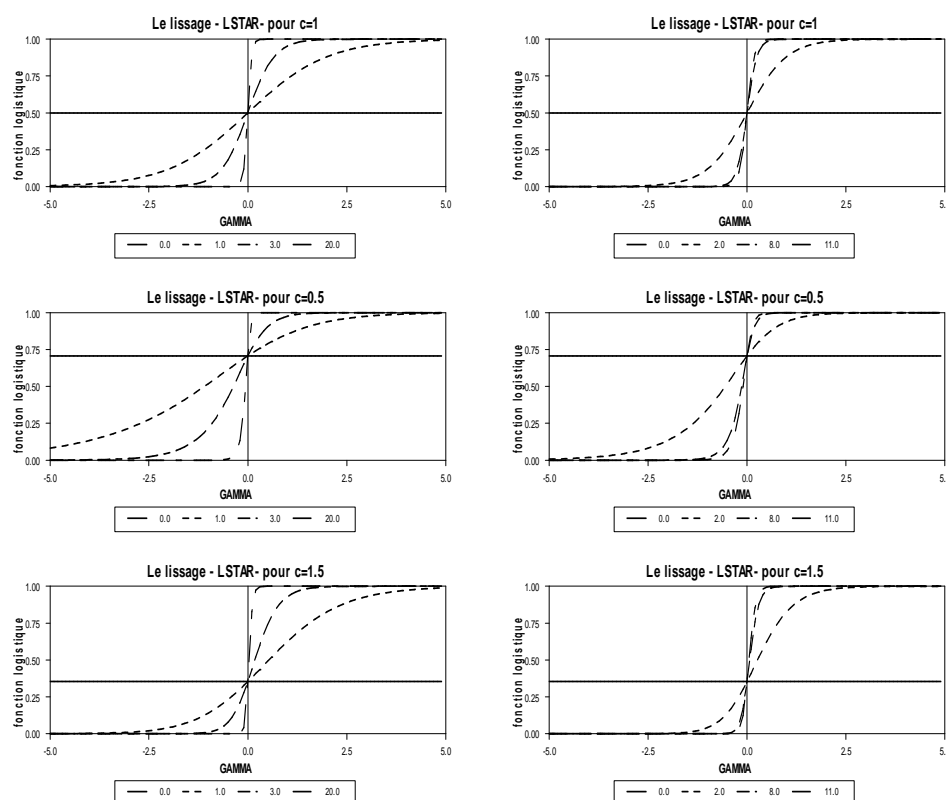 Le lissage - LSTAR- pour c=1
fonction logistique
1.00
0.75
0.50
0.25
0.00
-5.0 -2.5 0.0 2.5 5.0
GAMMA
0.0 1.0 3.0 20.0
Le lissage - LSTAR- pour c=1
fonction logistique
1.00
0.75
0.50
0.25
0.00
-5.0 -2.5 0.0 2.5 5.
GAMMA
0.0 2.0 8.0 11.0
Le lissage - LSTAR- pour c=0.5
fonction logistique
1.00
0.75
0.50
0.25
0.00
-5.0 -2.5 0.0 2.5 5.0
GAMMA
0.0 1.0 3.0 20.0
Le lissage - LSTAR- pour c=0.5
fonction logistique
1.00
0.75
0.50
0.25
0.00
-5.0 -2.5 0.0 2.5 5.
GAMMA
0.0 2.0 8.0 11.0
Le lissage - LSTAR- pour c=1.5
fonction logistique
1.00
0.75
0.50
0.25
0.00
-5.0 -2.5 0.0 2.5 5.0
GAMMA
0.0 1.0 3.0 20.0
Le lissage - LSTAR- pour c=1.5
fonction logistique
1.00
0.75
0.50
0.25
0.00
-5.0 -2.5 0.0 2.5 5.
GAMMA
0.0 2.0 8.0 11.0